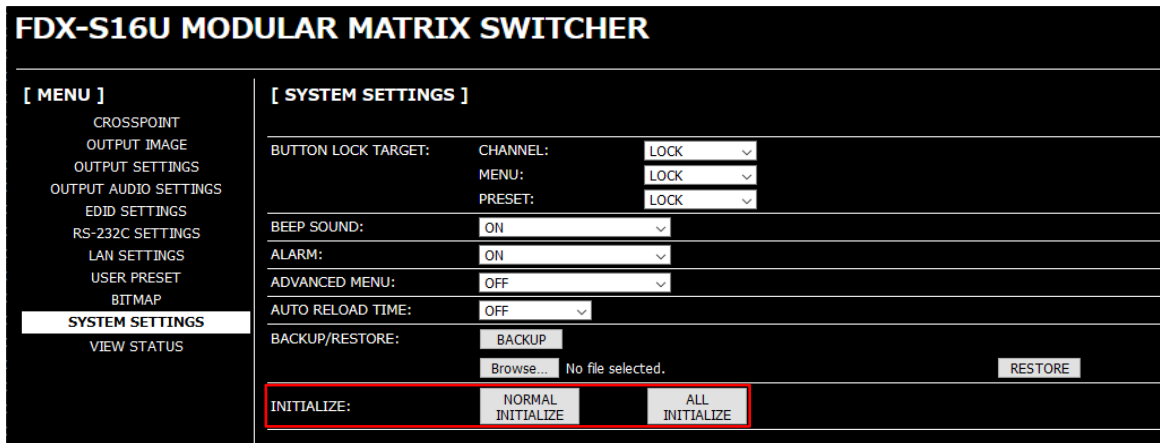 FDX-S16U MODULAR MATRIX SWITCHER
[ MENU ]
CROSSPOINT
OUTPUT IMAGE
OUTPUT SETTINGS
OUTPUT AUDIO SETTINGS
EDID SETTINGS
RS-232C SETTINGS
LAN SETTINGS
USER PRESET
BITMAP
SYSTEM SETTINGS
VIEW STATUS
[ SYSTEM SETTINGS ]
BUTTON LOCK TARGET: CHANNEL: LOCK
MENU: LOCK
PRESET: LOCK
BEEP SOUND: ON
ALARM: ON
ADVANCED MENU: OFF
AUTO RELOAD TIME: OFF
BACKUP/RESTORE: BACKUP
Browse... No file selected. RESTORE
INITIALIZE: NORMAL INITIALIZE ALL INITIALIZE